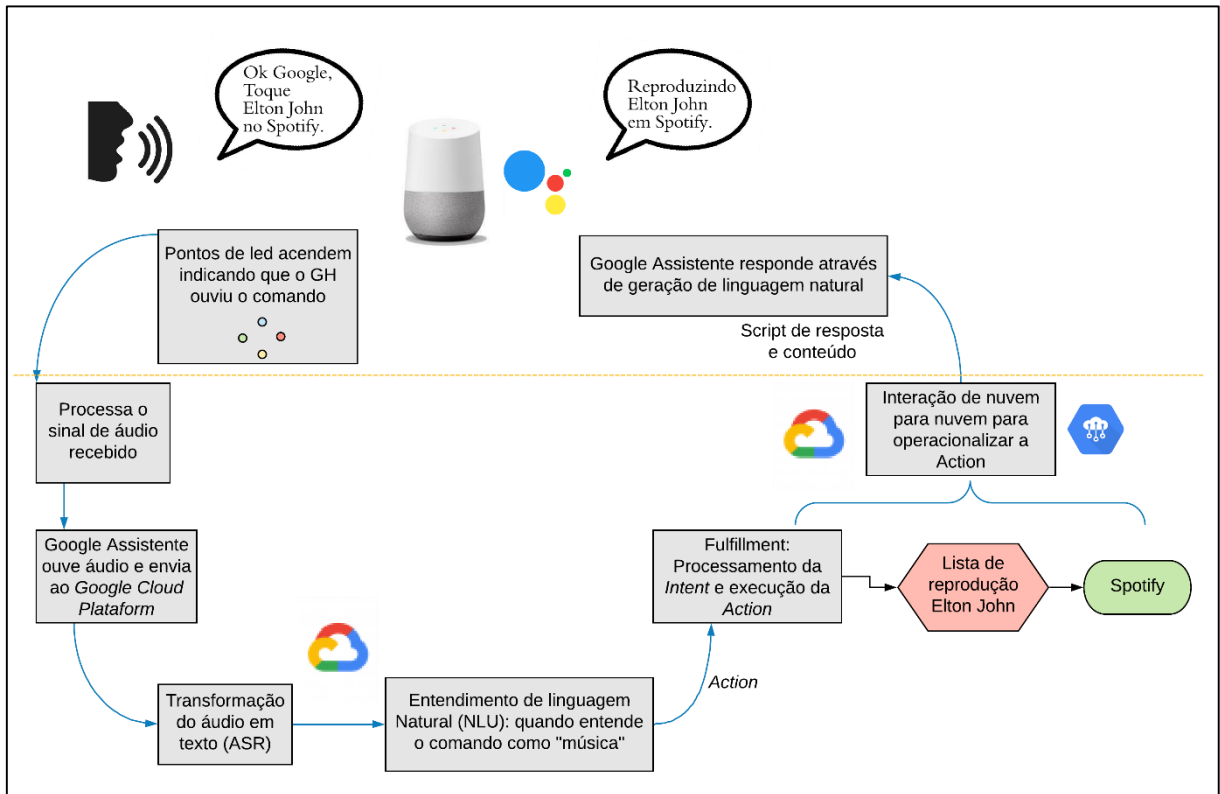 Ok Google,
Toque
Elton John
no Spotify.
Reproduzindo
Elton John
em Spotify.
Pontos de led acendem
indicando que o GH
ouviu o comando
Google Assistente responde através
de geração de linguagem natural
Script de resposta
e conteúdo
Processa o
sinal de áudio
recebido
Interação de nuvem
para nuvem para
operacionalizar a
Action
Google Assistente
ouve áudio e envia
ao Google Cloud
Plataform
Fulfillment:
Processamento da
Intent e execução da
Action
Lista de
reprodução
Elton John
Spotify
Action
Transformação
do áudio em
texto (ASR)
Entendimento de linguagem
Natural (NLU): quando entende
o comando como "música"